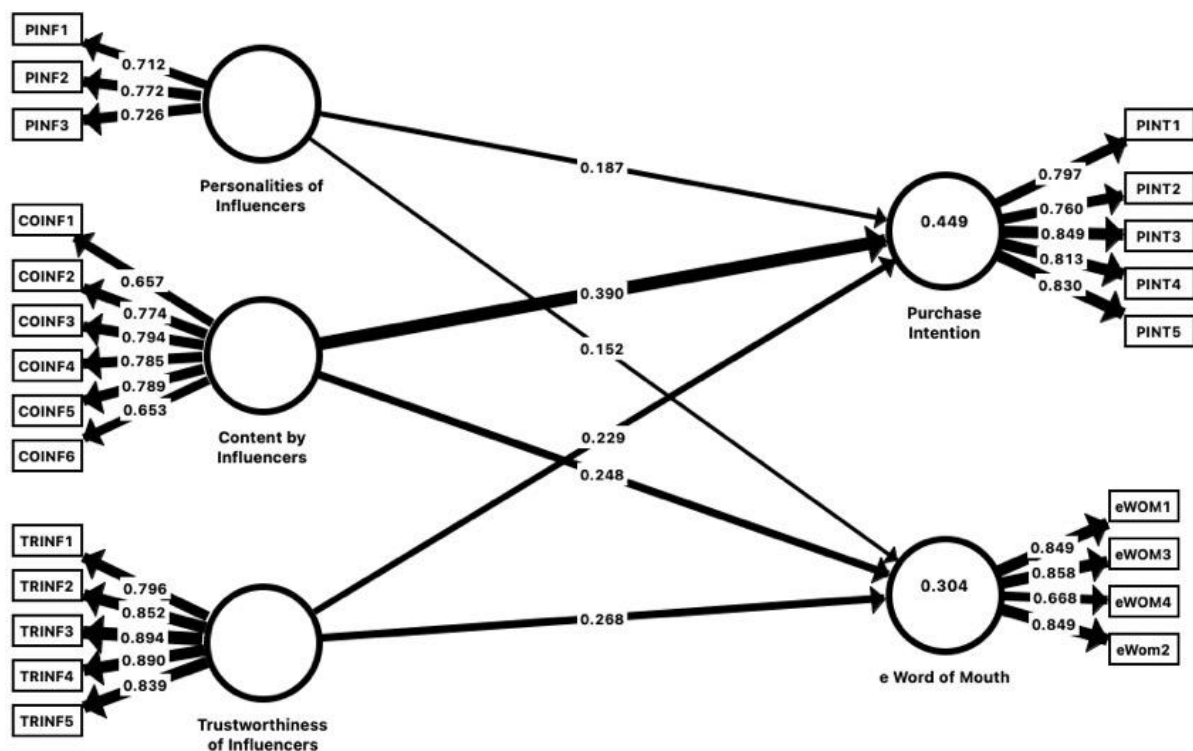 PINF1
PINF2
PINF3
0.712
0.772
0.726
Personalities of
Influencers
COINF1
COINF2
COINF3
COINF4
COINF5
COINF6
0.657
0.774
0.794
0.785
0.789
0.653
Content by
Influencers
TRINF1
TRINF2
TRINF3
TRINF4
TRINF5
0.796
0.852
0.894
0.890
0.839
Trustworthiness
of Influencers
0.187
0.390
0.152
0.229
0.248
0.268
0.449
Purchase
Intention
0.797
0.760
0.849
0.813
0.830
PINT1
PINT2
PINT3
PINT4
PINT5
0.304
e Word of Mouth
0.849
0.858
0.668
0.849
eWOM1
eWOM3
eWOM4
eWom2